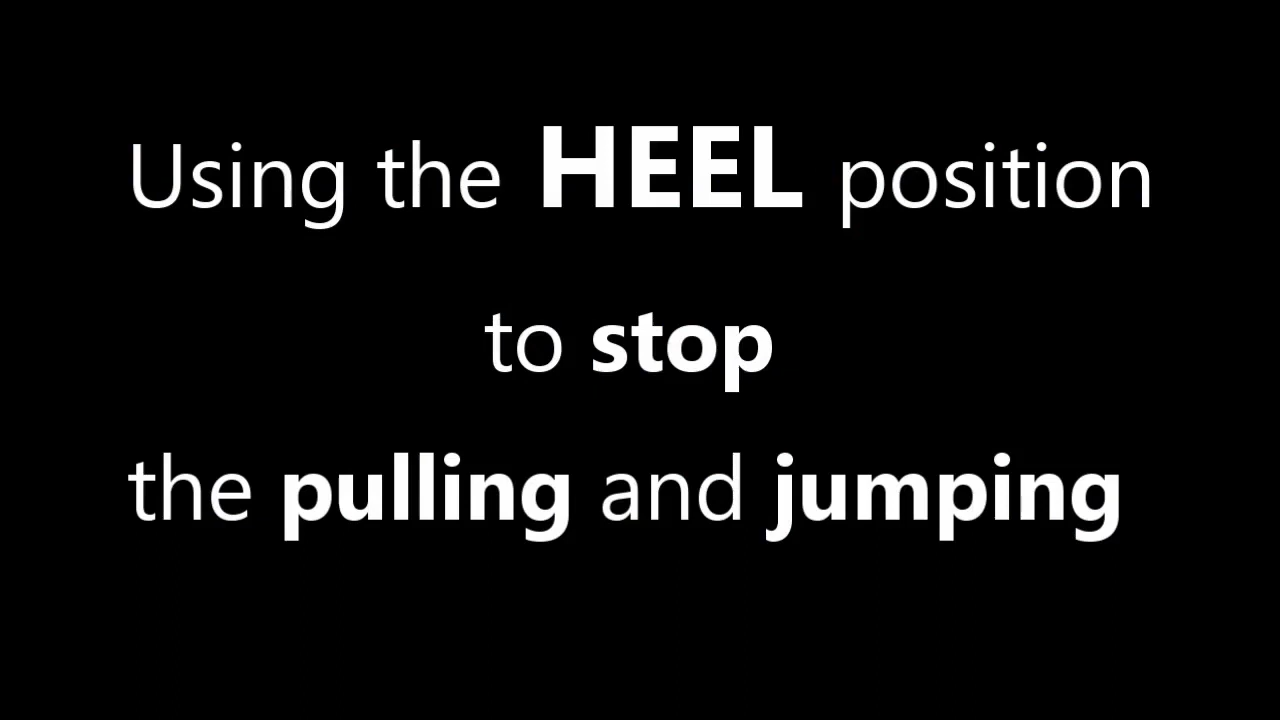 Using the HEEL position
to stop
the pulling and jumping